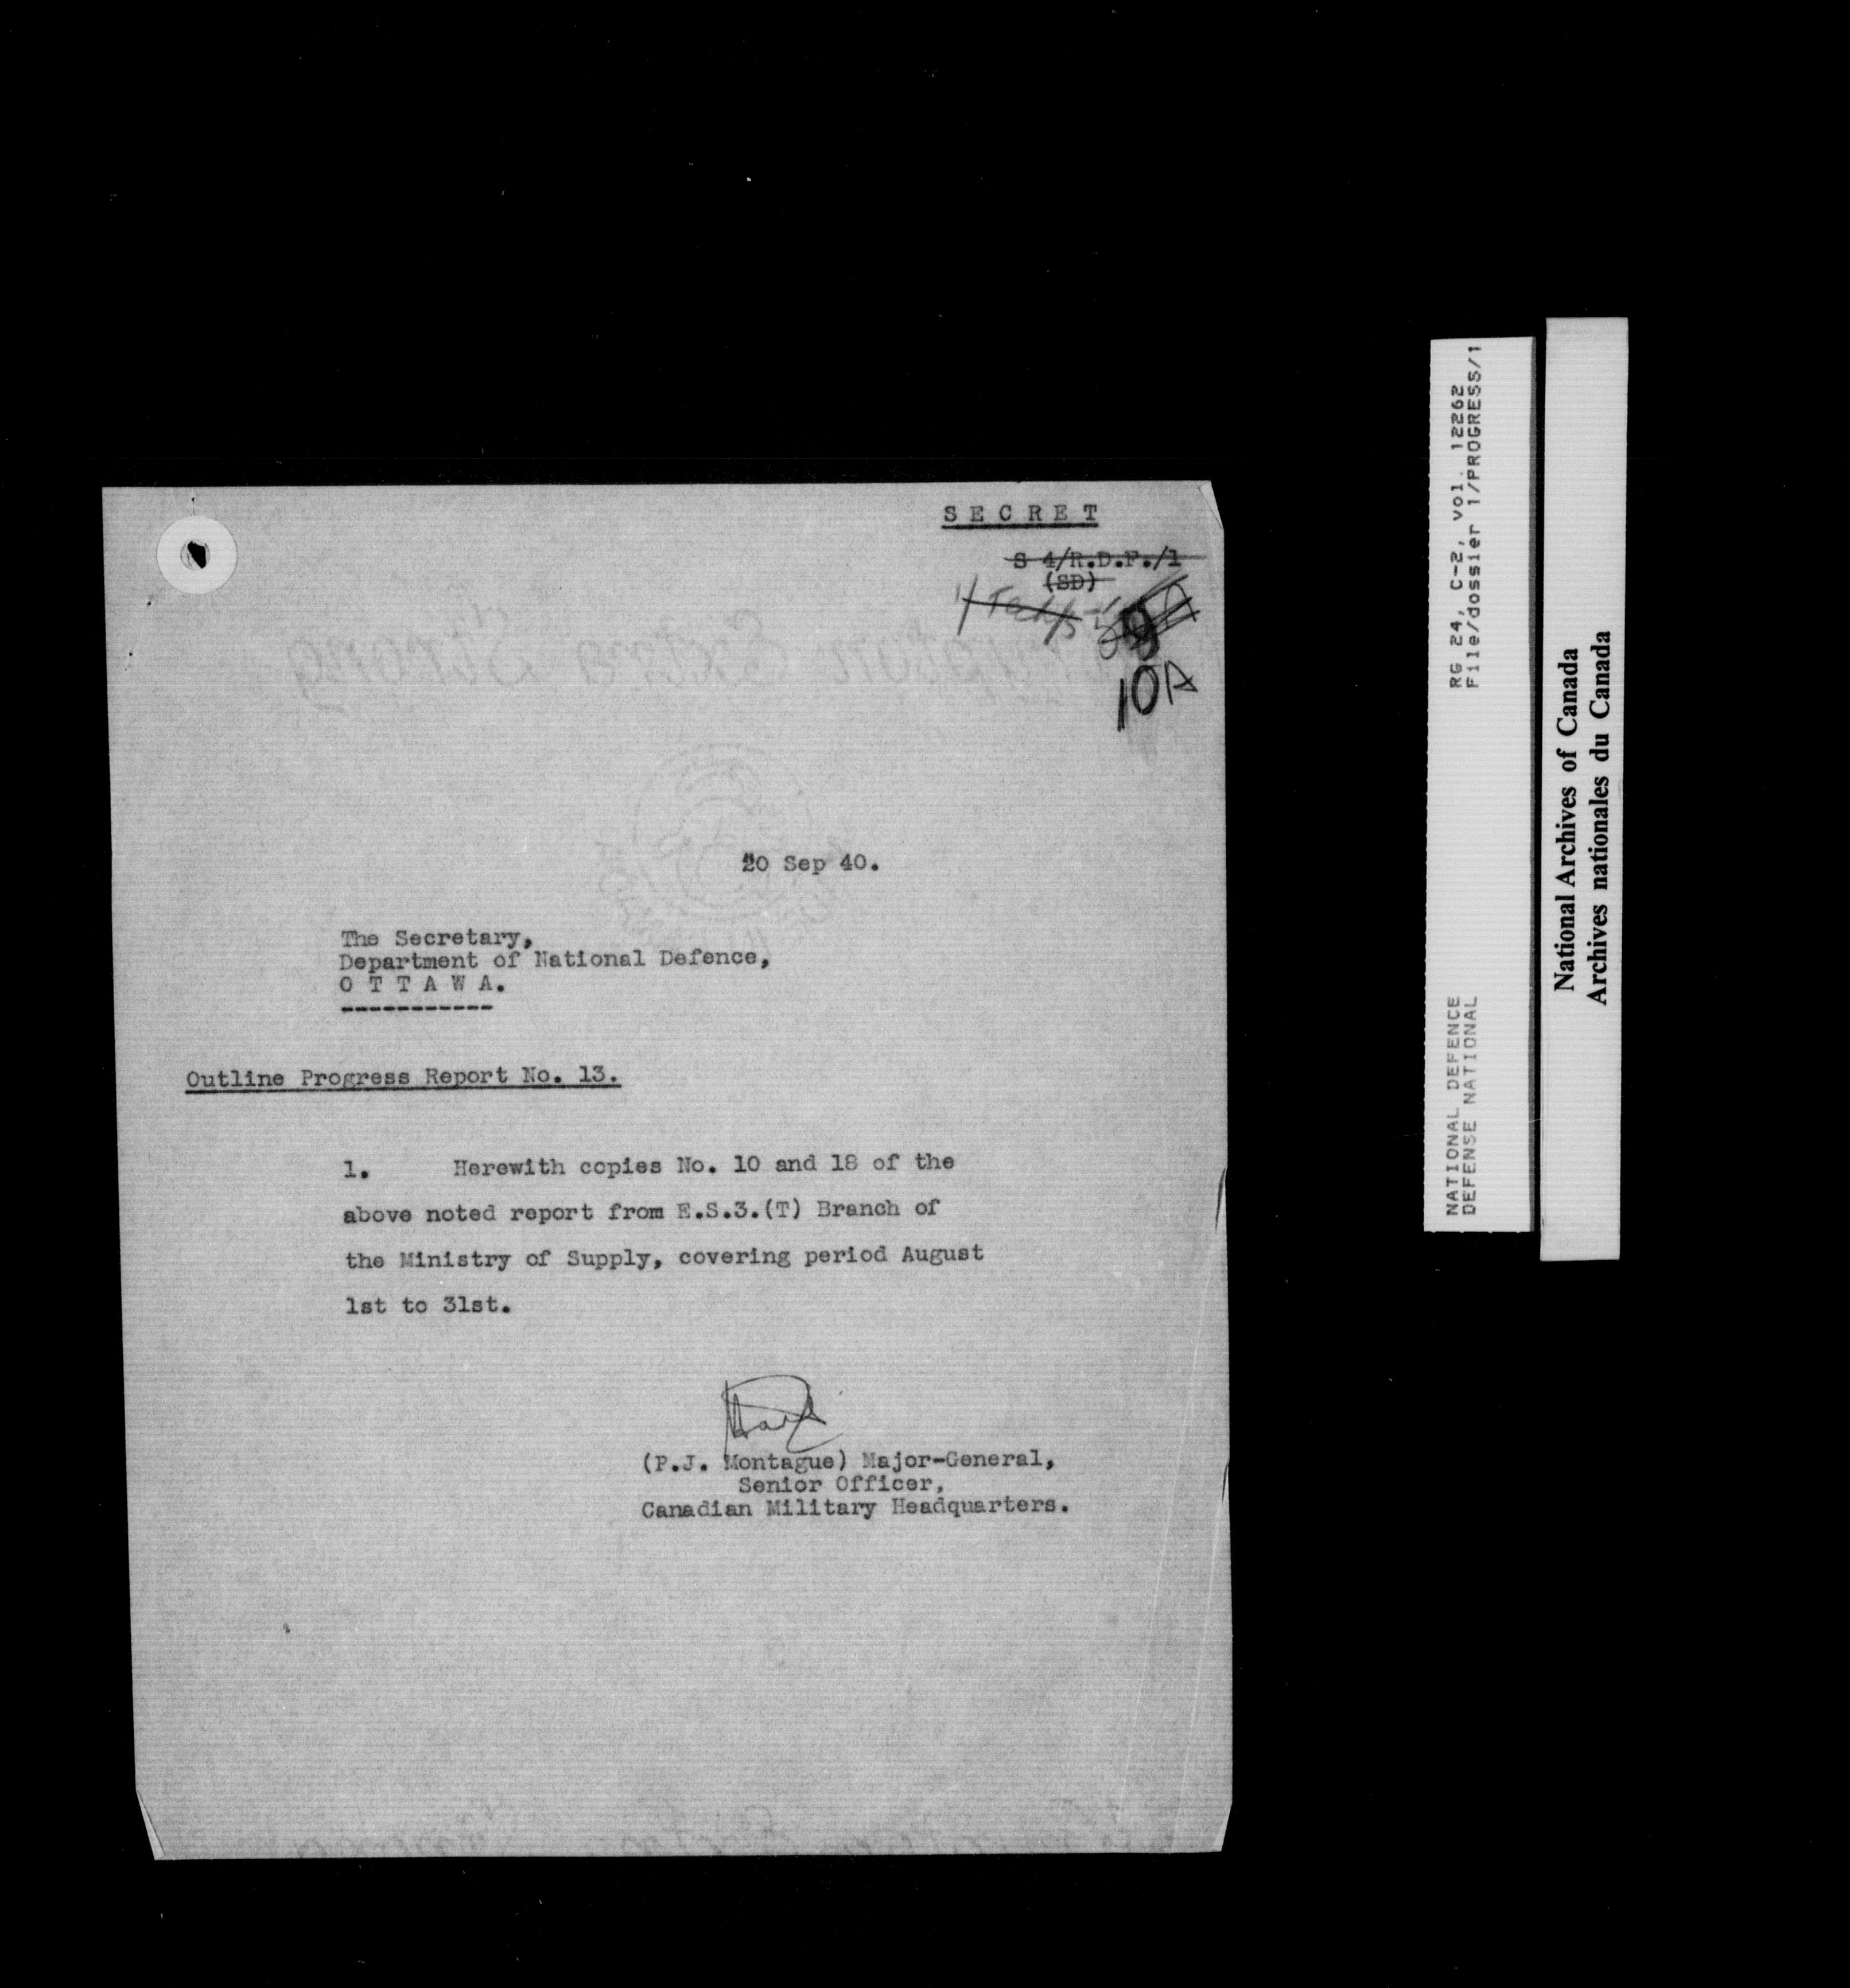 S E C R E T
S 4/R.D.F./1
(SD)
10A
20 Sep 40.
The Secretary,
Department of National Defence,
O T T A W A.
-----------
Outline Progress Report No. 13.
1. Herewith copies No. 10 and 18 of the
above noted report from E.S.3.(T) Branch of
the Ministry of Supply, covering period August
1st to 31st.
(P.J. Montague) Major-General,
Senior Officer,
Canadian Military Headquarters.
RG 24, C-2, vol. 12262
File/dossier 1/PROGRESS/1
NATIONAL DEFENCE
DEFENSE NATIONAL
National Archives of Canada
Archives nationales du Canada